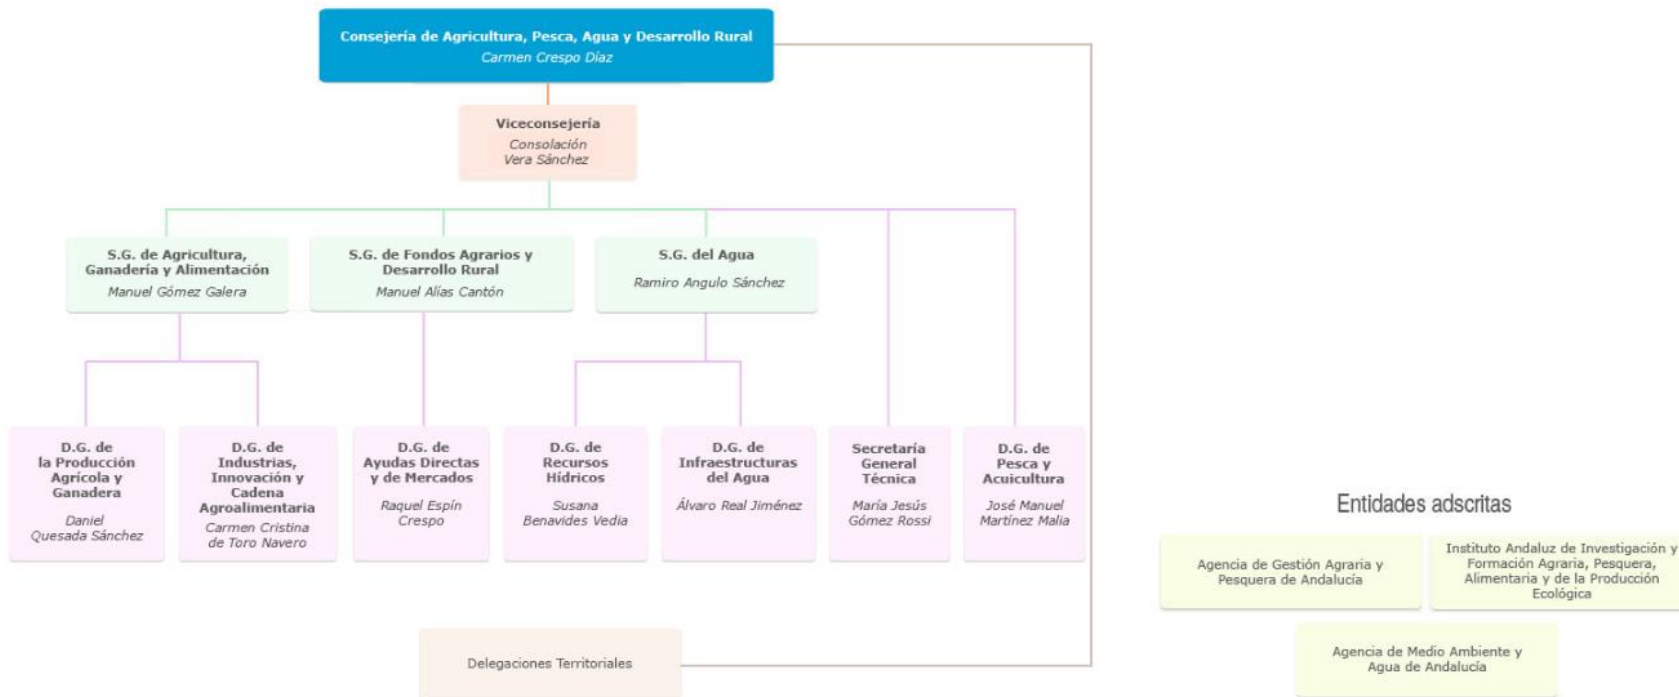 Consejería de Agricultura, Pesca, Agua y Desarrollo Rural
Carmen Crespo Díaz
Viceconsejería
Consolación
Vera Sánchez
S.G. de Agricultura,
Ganadería y Alimentación
Manuel Gómez Galera
S.G. de Fondos Agrarios y
Desarrollo Rural
Manuel Alías Cantón
S.G. del Agua
Ramiro Angulo Sánchez
D.G. de
la Producción
Agrícola y
Ganadera
Daniel
Quesada Sánchez
D.G. de
Industrias,
Innovación y
Cadena
Agroalimentaria
Carmen Cristina
de Toro Navero
D.G. de
Ayudas Directas
y de Mercados
Raquel Espín
Crespo
D.G. de
Recursos
Hídricos
Susana
Benavides Vedia
D.G. de
Infraestructuras
del Agua
Álvaro Real Jiménez
Secretaría
General
Técnica
María Jesús
Gómez Rossi
D.G. de
Pesca y
Acuicultura
José Manuel
Martínez Malia
Delegaciones Territoriales
Entidades adscritas
Agencia de Gestión Agraria y
Pesquera de Andalucía
Instituto Andaluz de Investigación y
Formación Agraria, Pesquera,
Alimentaria y de la Producción
Ecológica
Agencia de Medio Ambiente y
Agua de Andalucía